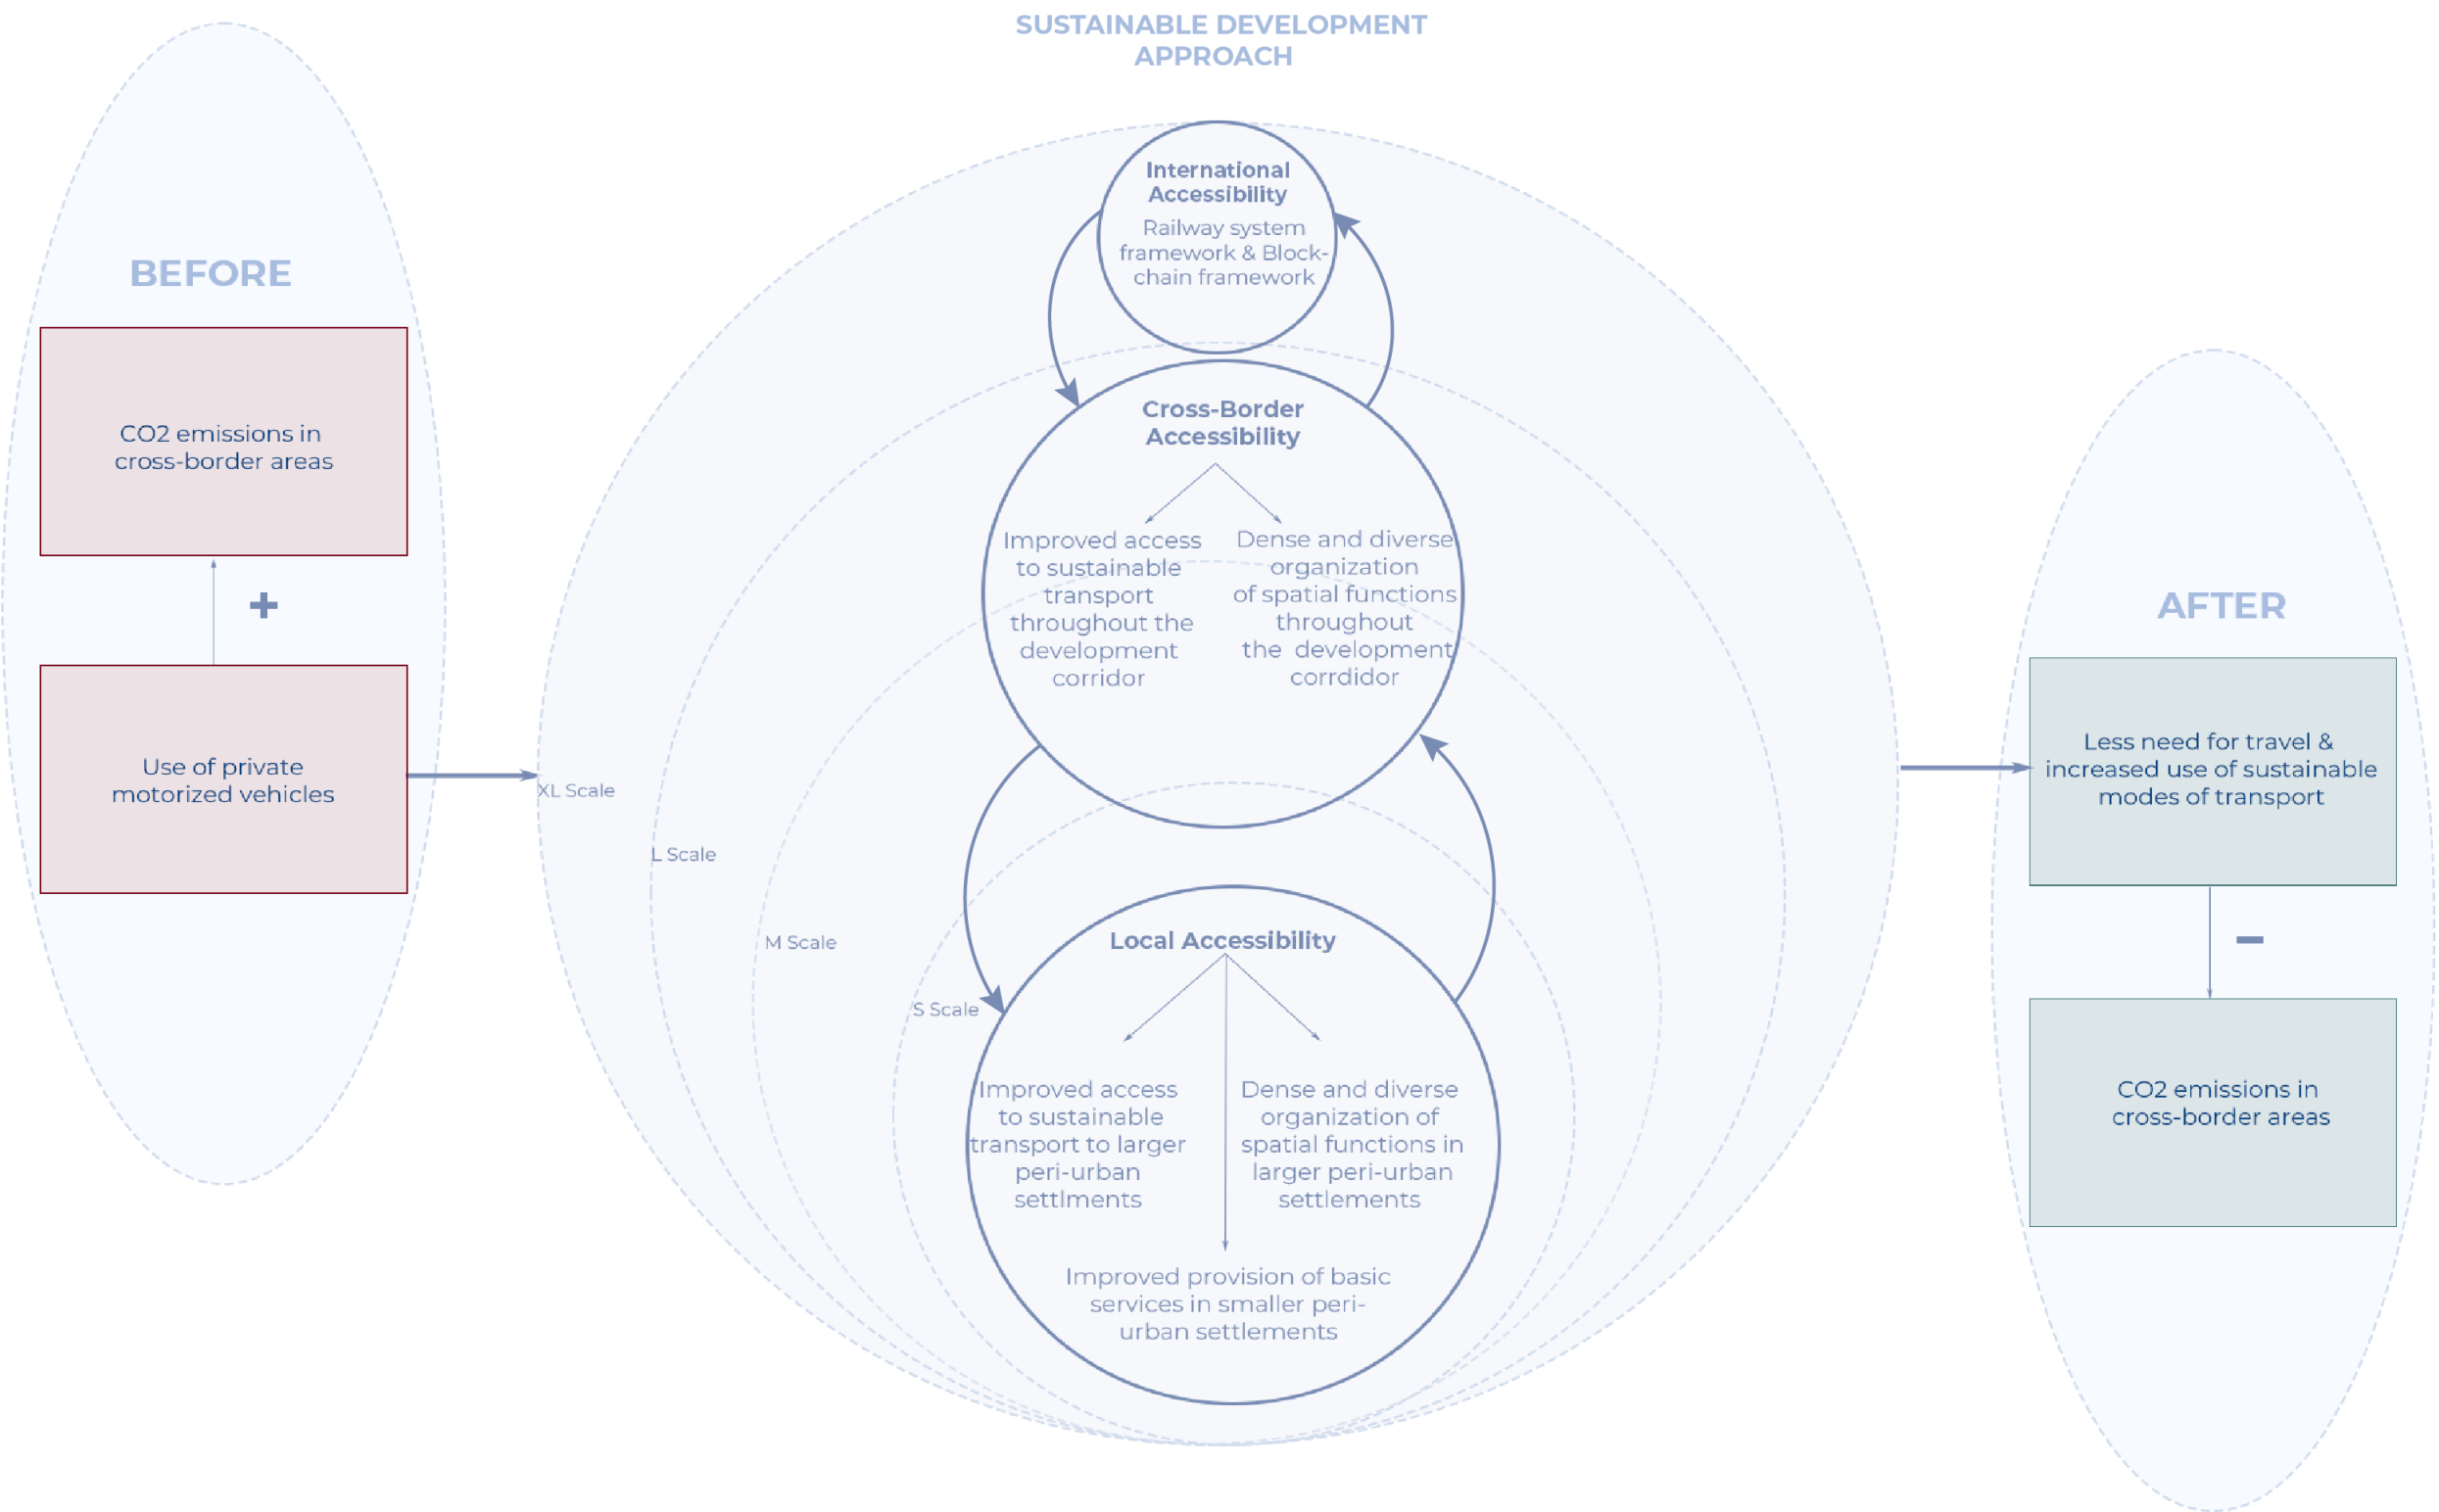 SUSTAINABLE DEVELOPMENT
APPROACH
BEFORE
CO2 emissions in
cross-border areas
+
Use of private
motorized vehicles
XL Scale
L Scale
M Scale
S Scale
International
Accessibility
Railway system
framework & Block-
chain framework
Cross-Border
Accessibility
Improved access
to sustainable
transport
throughout the
development
corridor
Dense and diverse
organization
of spatial functions
throughout
the development
corrdidor
Local Accessibility
Improved access
to sustainable
transport to larger
peri-urban
settlments
Dense and diverse
organization of
spatial functions in
larger peri-urban
settlements
Improved provision of basic
services in smaller peri-
urban settlements
AFTER
Less need for travel &
increased use of sustainable
modes of transport
–
CO2 emissions in
cross-border areas